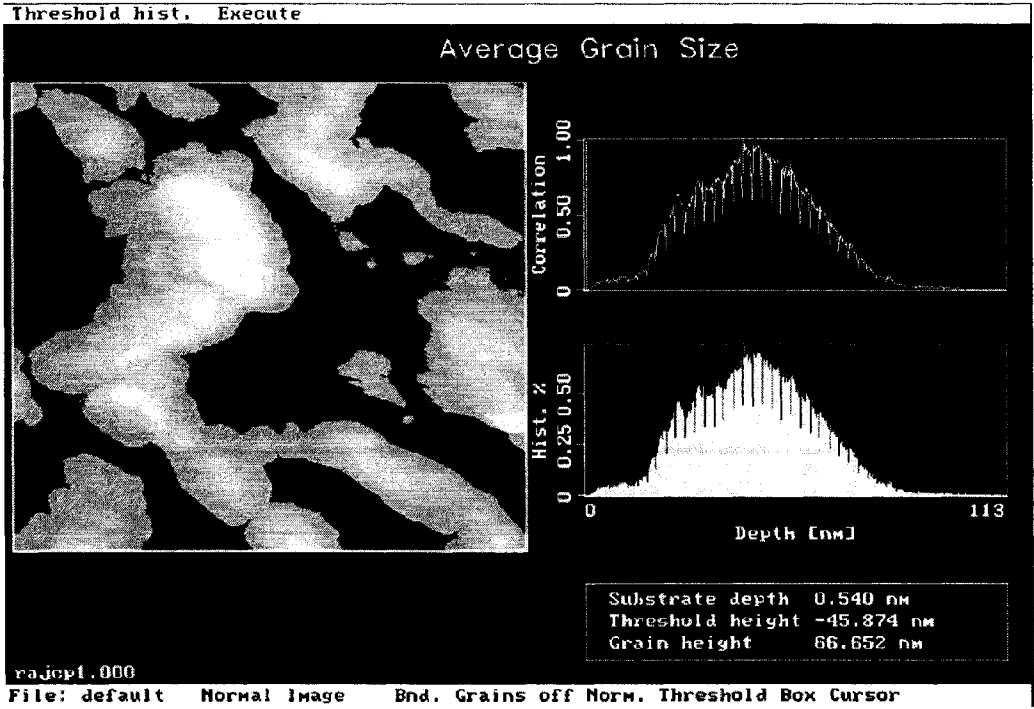 Threshold hist. Execute
Average Grain Size
Correlation
1.00
0.50
0
Hist. %
0.50
0.25
0
0 113
Depth [nm]
Substrate depth 0.540 nm
Threshold height -45.874 nm
Grain height 66.652 nm
rajcp1.000
File: default Normal Image Bnd. Grains off Norm. Threshold Box Cursor